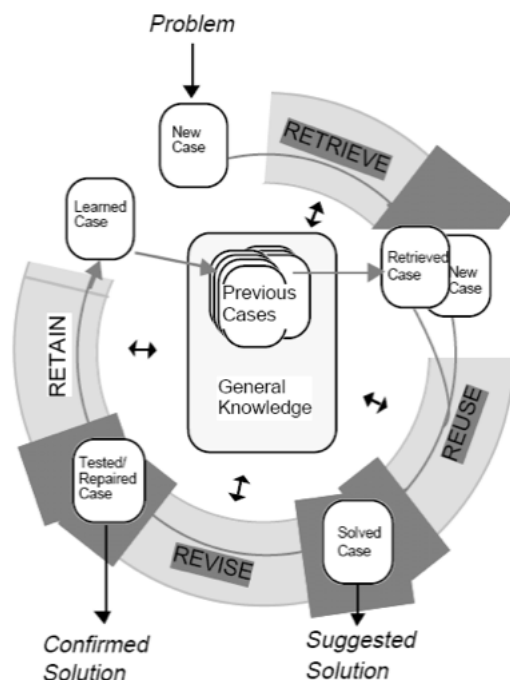 Problem
New
Case
RETRIEVE
Learned
Case
Previous
Cases
Retrieved
Case
New
Case
General
Knowledge
RETAIN
REUSE
Tested/
Repaired
Case
Solved
Case
REVISE
Confirmed
Solution
Suggested
Solution